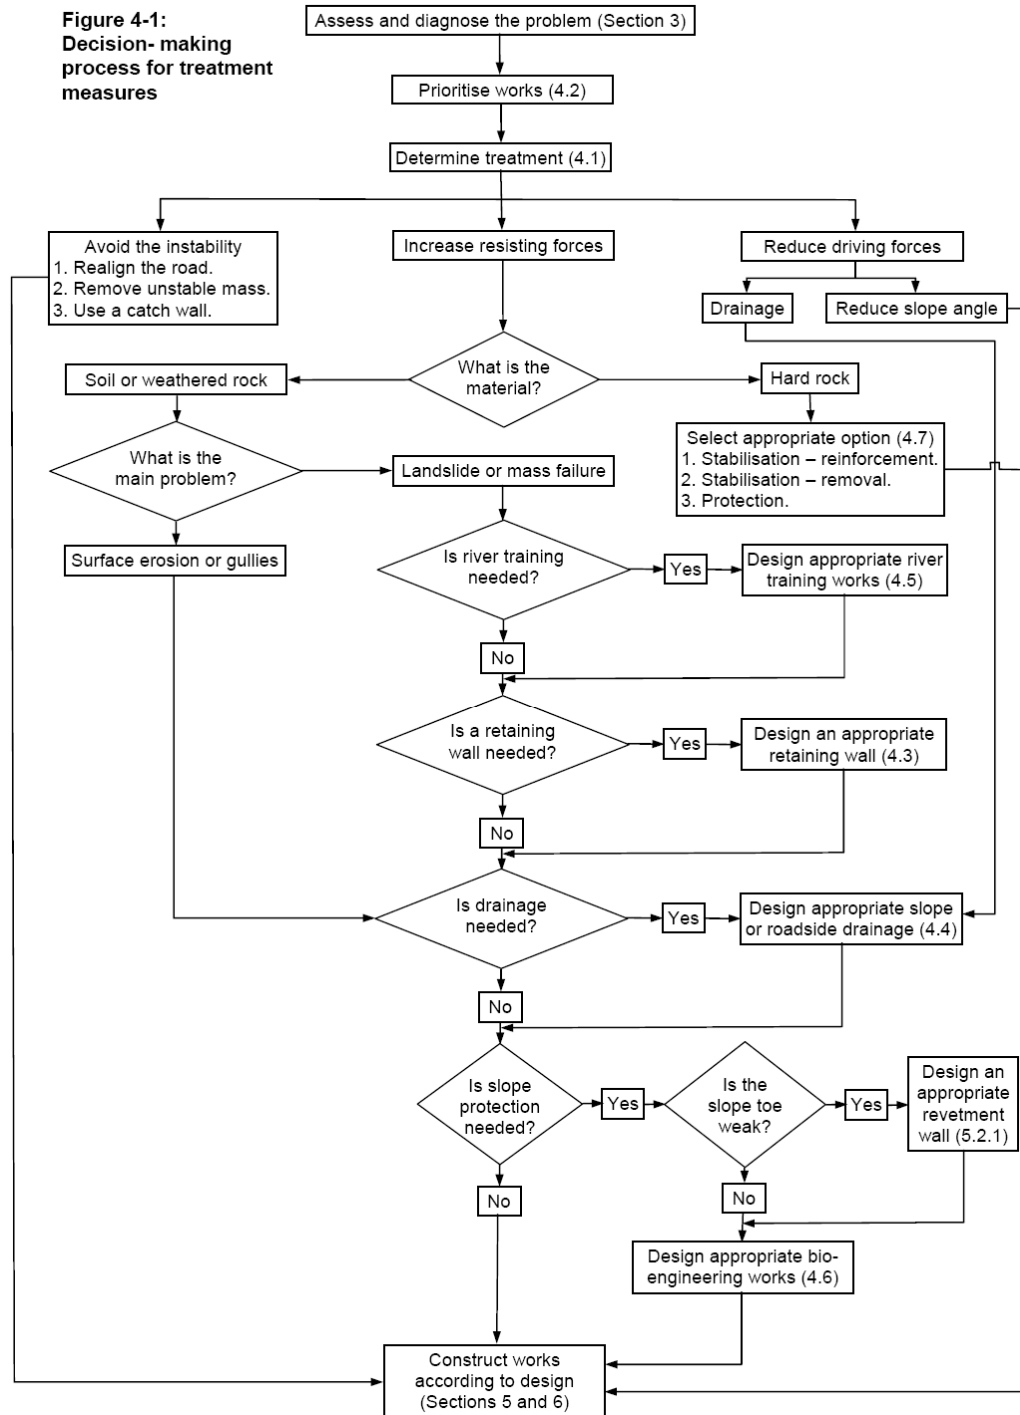 Figure 4-1:
Decision- making
process for treatment
measures
Assess and diagnose the problem (Section 3)
Prioritise works (4.2)
Determine treatment (4.1)
Avoid the instability
1. Realign the road.
2. Remove unstable mass.
3. Use a catch wall.
Increase resisting forces
Reduce driving forces
Drainage
Reduce slope angle
What is the
material?
Soil or weathered rock
Hard rock
Select appropriate option (4.7)
1. Stabilisation – reinforcement.
2. Stabilisation – removal.
3. Protection.
What is the
main problem?
Landslide or mass failure
Surface erosion or gullies
Is river training
needed?
Yes
Design appropriate river
training works (4.5)
No
Is a retaining
wall needed?
Yes
Design an appropriate
retaining wall (4.3)
No
Is drainage
needed?
Yes
Design appropriate slope
or roadside drainage (4.4)
No
Is slope
protection
needed?
Yes
Is the
slope toe
weak?
Yes
Design an
appropriate
revetment
wall (5.2.1)
No
No
Design appropriate bio-
engineering works (4.6)
Construct works
according to design
(Sections 5 and 6)